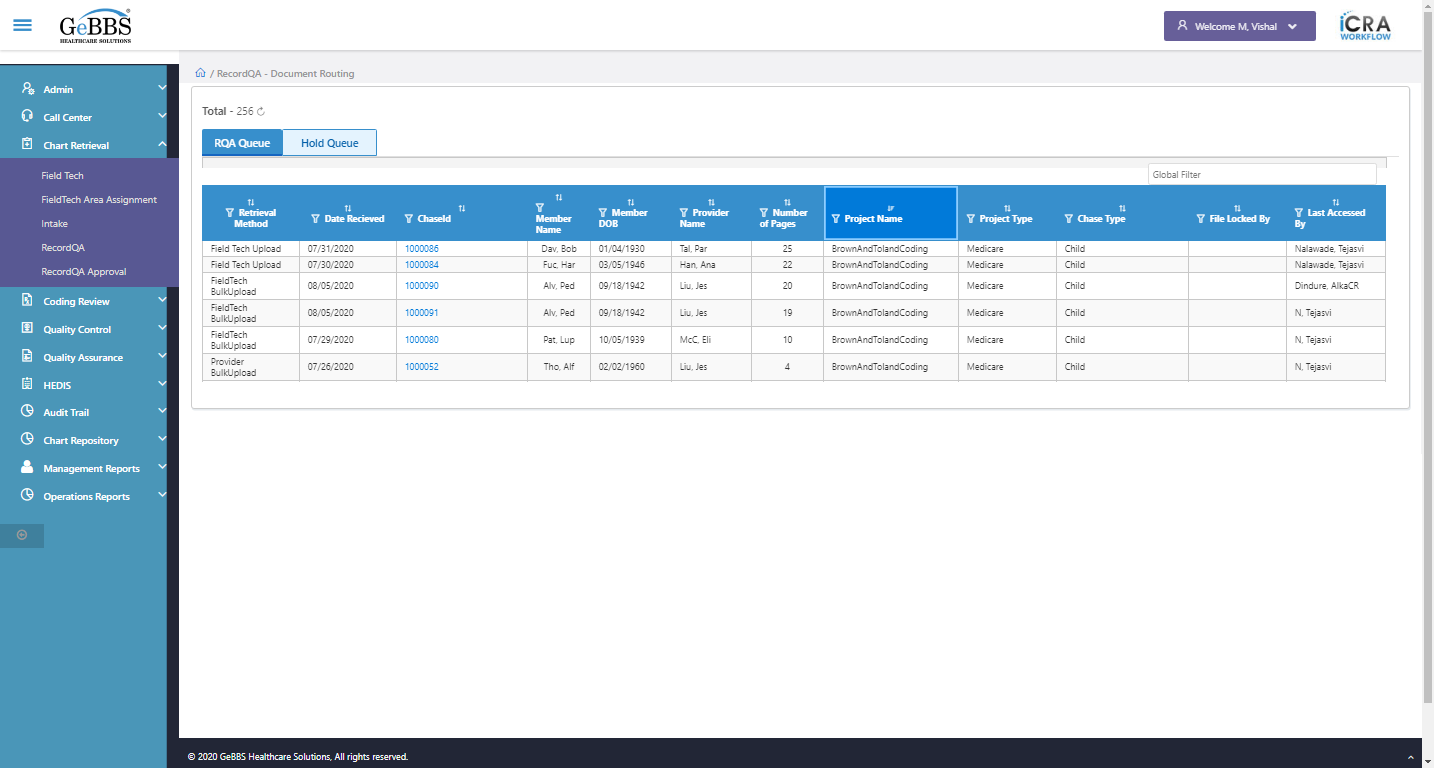 GeBBS®
HEALTHCARE SOLUTIONS
Welcome M, Vishal
iCRA
WORKFLOW
/ RecordQA - Document Routing
Admin
Call Center
Chart Retrieval
Field Tech
FieldTech Area Assignment
Intake
RecordQA
RecordQA Approval
Coding Review
Quality Control
Quality Assurance
HEDIS
Audit Trail
Chart Repository
Management Reports
Operations Reports
Total - 256
RQA Queue Hold Queue
Global Filter
Retrieval Method Date Recieved ChaseId Member Name Member DOB Provider Name Number of Pages Project Name Project Type Chase Type File Locked By Last Accessed By
Field Tech Upload 07/31/2020 1000086 Dav, Bob 01/04/1930 Tal, Par 25 BrownAndTolandCoding Medicare Child Nalawade, Tejasvi
Field Tech Upload 07/30/2020 1000084 Fuc, Har 03/05/1946 Han, Ana 22 BrownAndTolandCoding Medicare Child Nalawade, Tejasvi
FieldTech BulkUpload 08/05/2020 1000090 Alv, Ped 09/18/1942 Liu, Jes 20 BrownAndTolandCoding Medicare Child Dindure, AlkaCR
FieldTech BulkUpload 08/05/2020 1000091 Alv, Ped 09/18/1942 Liu, Jes 19 BrownAndTolandCoding Medicare Child N, Tejasvi
FieldTech BulkUpload 07/29/2020 1000080 Pat, Lup 10/05/1939 McC, Eli 10 BrownAndTolandCoding Medicare Child N, Tejasvi
Provider BulkUpload 07/26/2020 1000052 Tho, Alf 02/02/1960 Liu, Jes 4 BrownAndTolandCoding Medicare Child N, Tejasvi
© 2020 GeBBS Healthcare Solutions, All rights reserved.